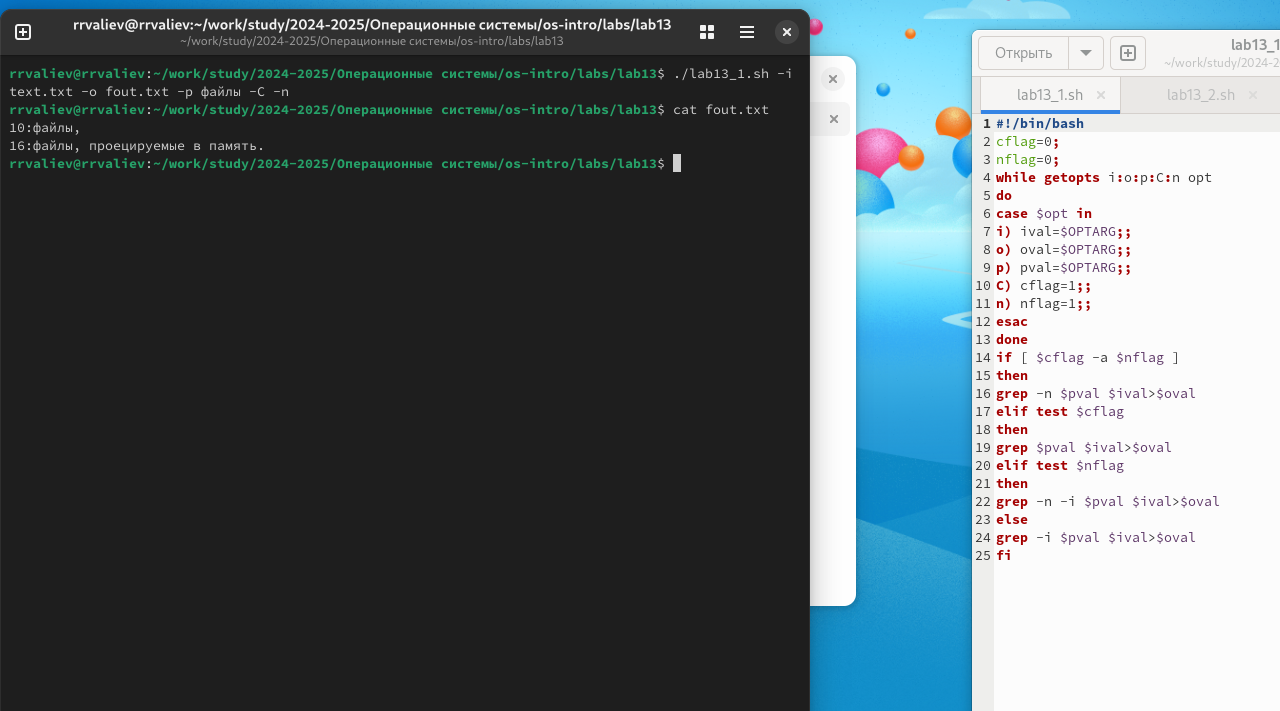 rrvaliev@rrvaliev:~/work/study/2024-2025/Операционные системы/os-intro/labs/lab13
~/work/study/2024-2025/Операционные системы/os-intro/labs/lab13
rrvaliev@rrvaliev:~/work/study/2024-2025/Операционные системы/os-intro/labs/lab13$ ./lab13_1.sh -i
text.txt -o fout.txt -p файлы -C -n
rrvaliev@rrvaliev:~/work/study/2024-2025/Операционные системы/os-intro/labs/lab13$ cat fout.txt
10:файлы,
16:файлы, проецируемые в память.
rrvaliev@rrvaliev:~/work/study/2024-2025/Операционные системы/os-intro/labs/lab13$
Открыть
lab13_1
~/work/study/2024-2
lab13_1.sh
lab13_2.sh
1 #!/bin/bash
2 cflag=0;
3 nflag=0;
4 while getopts i:o:p:C:n opt
5 do
6 case $opt in
7 i) ival=$OPTARG;;
8 o) oval=$OPTARG;;
9 p) pval=$OPTARG;;
10 C) cflag=1;;
11 n) nflag=1;;
12 esac
13 done
14 if [ $cflag -a $nflag ]
15 then
16 grep -n $pval $ival>$oval
17 elif test $cflag
18 then
19 grep $pval $ival>$oval
20 elif test $nflag
21 then
22 grep -n -i $pval $ival>$oval
23 else
24 grep -i $pval $ival>$oval
25 fi